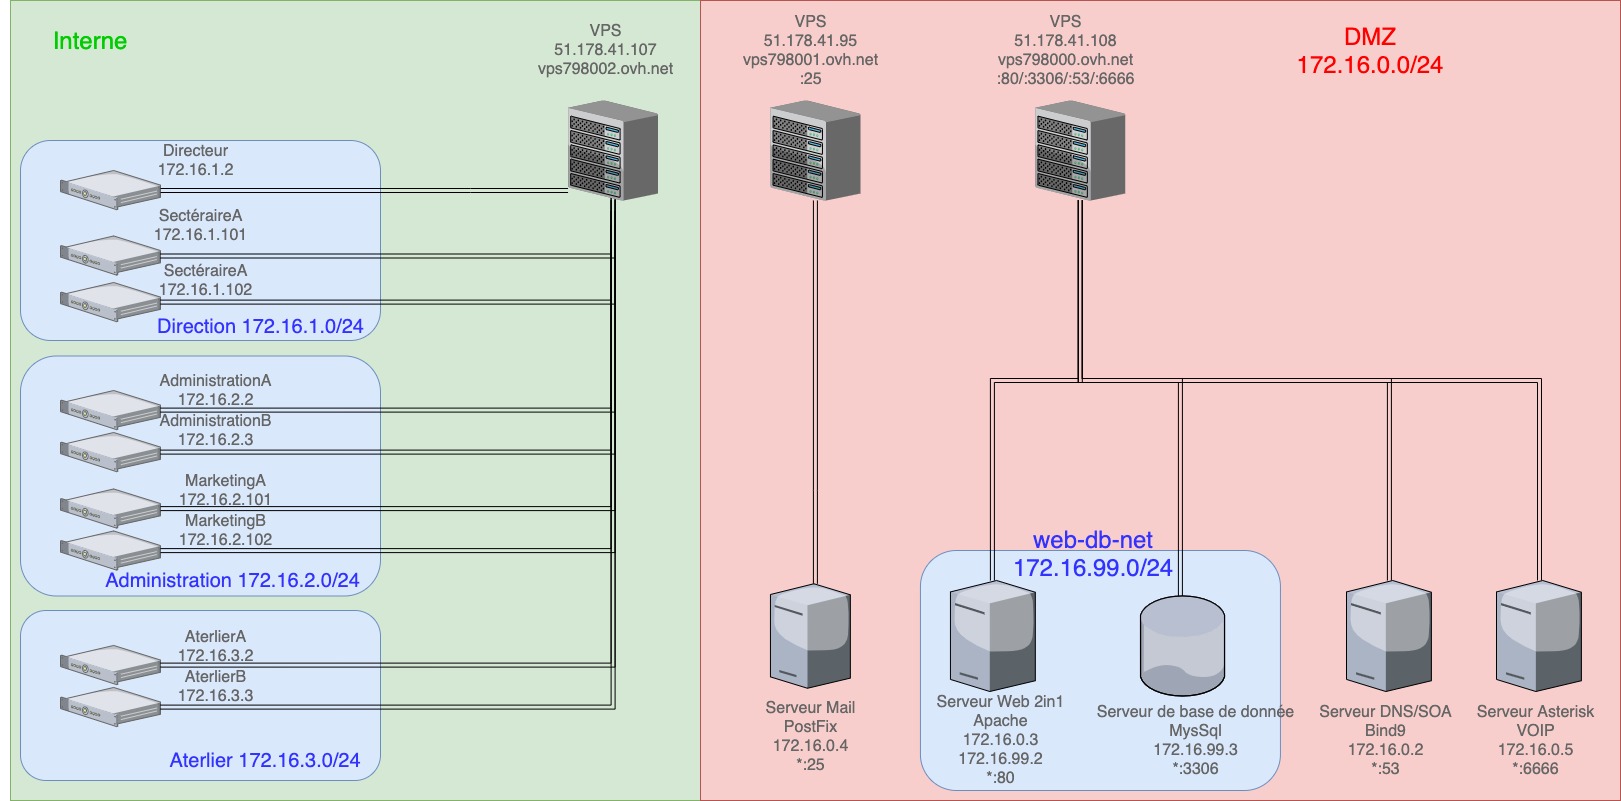 Interne
VPS
51.178.41.107
vps798002.ovh.net
Directeur
172.16.1.2
SectéraireA
172.16.1.101
SectéraireA
172.16.1.102
Direction 172.16.1.0/24
AdministrationA
172.16.2.2
AdministrationB
172.16.2.3
MarketingA
172.16.2.101
MarketingB
172.16.2.102
Administration 172.16.2.0/24
AterlierA
172.16.3.2
AterlierB
172.16.3.3
Aterlier 172.16.3.0/24
VPS
51.178.41.95
vps798001.ovh.net
:25
VPS
51.178.41.108
vps798000.ovh.net
:80/:3306/:53/:6666
DMZ
172.16.0.0/24
web-db-net
172.16.99.0/24
Serveur Mail
PostFix
172.16.0.4
*:25
Serveur Web 2in1
Apache
172.16.0.3
172.16.99.2
*:80
Serveur de base de donnée
MysSql
172.16.99.3
*:3306
Serveur DNS/SOA
Bind9
172.16.0.2
*:53
Serveur Asterisk
VOIP
172.16.0.5
*:6666